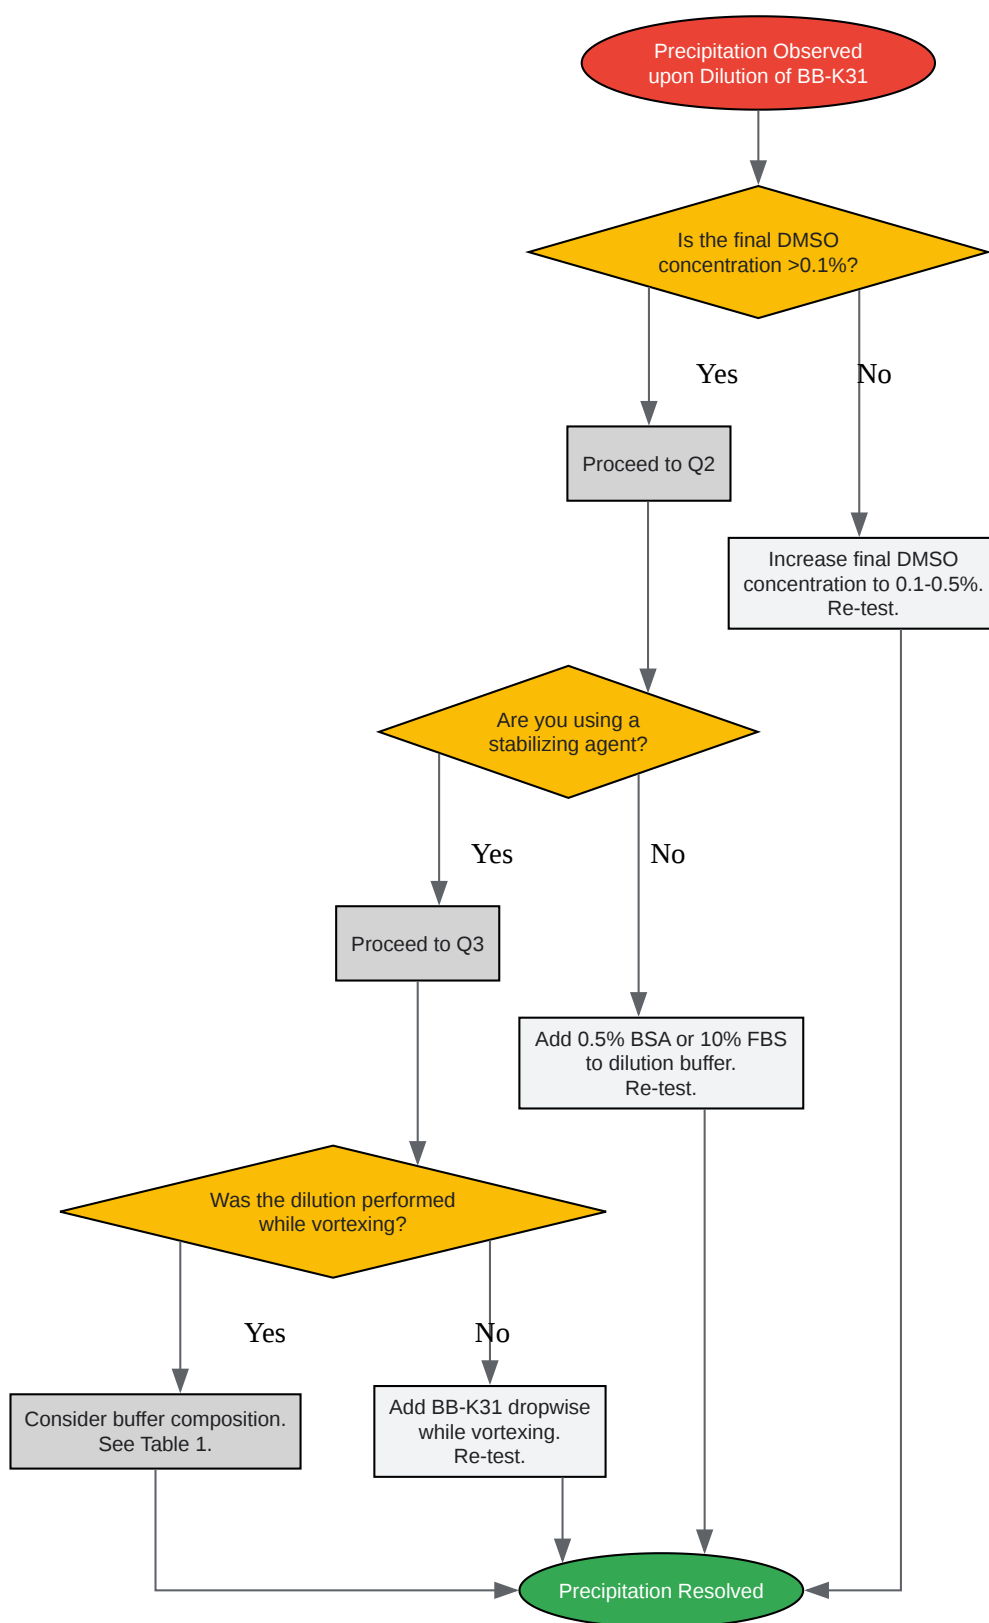 Precipitation Observed
upon Dilution of BB-K31
Is the final DMSO
concentration >0.1%?
Yes
No
Proceed to Q2
Increase final DMSO
concentration to 0.1-0.5%.
Re-test.
Are you using a
stabilizing agent?
Yes
No
Proceed to Q3
Add 0.5% BSA or 10% FBS
to dilution buffer.
Re-test.
Was the dilution performed
while vortexing?
Yes
No
Consider buffer composition.
See Table 1.
Add BB-K31 dropwise
while vortexing.
Re-test.
Precipitation Resolved